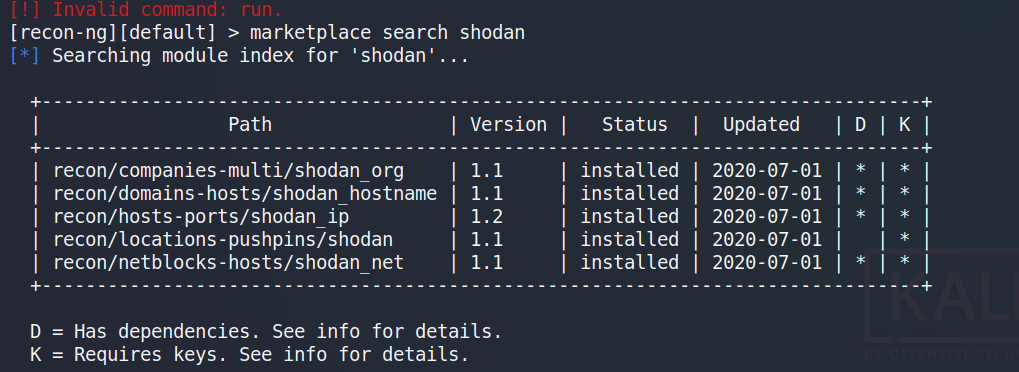 [!] Invalid command: run.
[recon-ng][default] > marketplace search shodan
[*] Searching module index for 'shodan'...
+--------------------------------------------------------------------------------+
| Path | Version | Status | Updated | D | K |
+--------------------------------------------------------------------------------+
| recon/companies-multi/shodan_org | 1.1 | installed | 2020-07-01 | * | * |
| recon/domains-hosts/shodan_hostname | 1.1 | installed | 2020-07-01 | * | * |
| recon/hosts-ports/shodan_ip | 1.2 | installed | 2020-07-01 | * | * |
| recon/locations-pushpins/shodan | 1.1 | installed | 2020-07-01 | | * |
| recon/netblocks-hosts/shodan_net | 1.1 | installed | 2020-07-01 | * | * |
+--------------------------------------------------------------------------------+
D = Has dependencies. See info for details.
K = Requires keys. See info for details.
KALI
BY OFFENSIVE